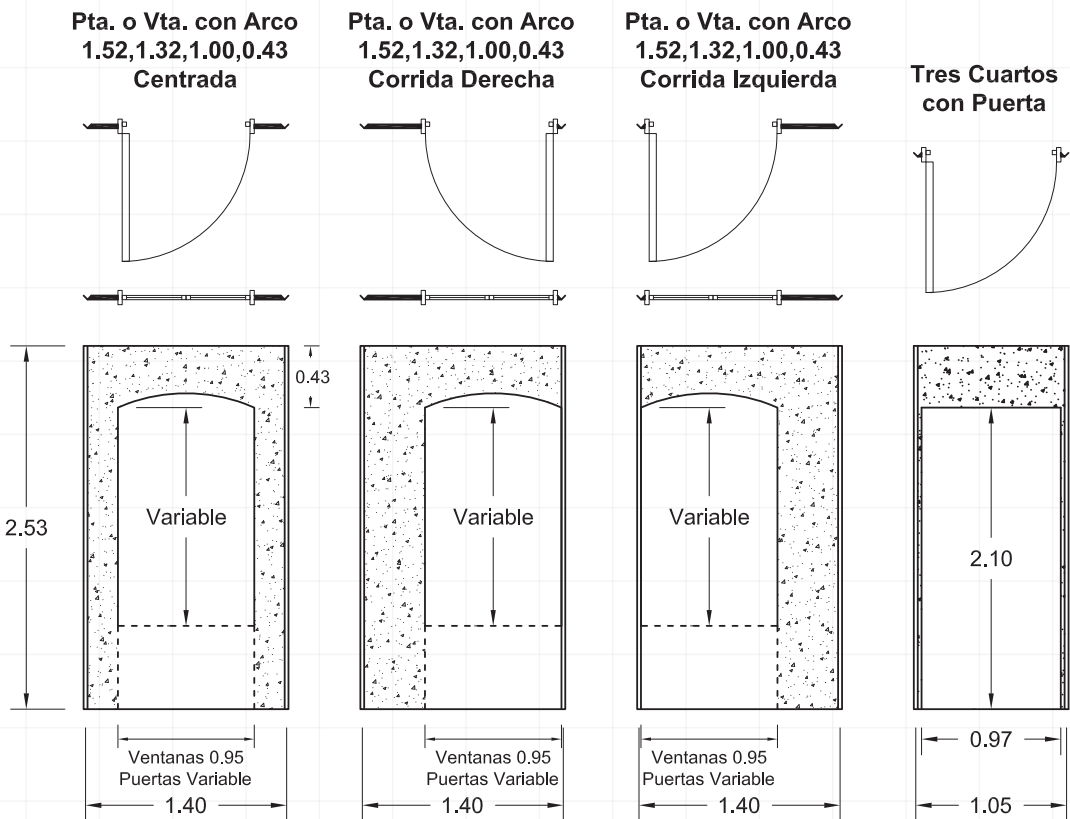 Pta. o Vta. con Arco
1.52,1.32,1.00,0.43
Centrada
Pta. o Vta. con Arco
1.52,1.32,1.00,0.43
Corrida Derecha
Pta. o Vta. con Arco
1.52,1.32,1.00,0.43
Corrida Izquierda
Tres Cuartos
con Puerta
2.53
0.43
Variable
Variable
Variable
2.10
Ventanas 0.95
Puertas Variable
1.40
Ventanas 0.95
Puertas Variable
1.40
Ventanas 0.95
Puertas Variable
1.40
0.97
1.05